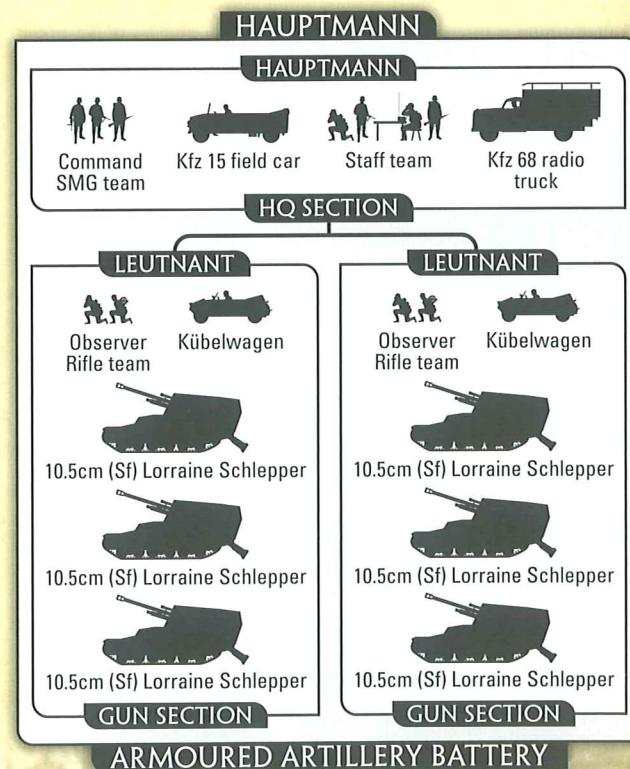 HAUPTMANN
HAUPTMANN
Command
SMG team
Kfz 15 field car
Staff team
Kfz 68 radio
truck
HQ SECTION
LEUTNANT
Observer
Rifle team
Kübelwagen
10.5cm (Sf) Lorraine Schlepper
10.5cm (Sf) Lorraine Schlepper
10.5cm (Sf) Lorraine Schlepper
GUN SECTION
LEUTNANT
Observer
Rifle team
Kübelwagen
10.5cm (Sf) Lorraine Schlepper
10.5cm (Sf) Lorraine Schlepper
10.5cm (Sf) Lorraine Schlepper
GUN SECTION
ARMOURED ARTILLERY BATTERY